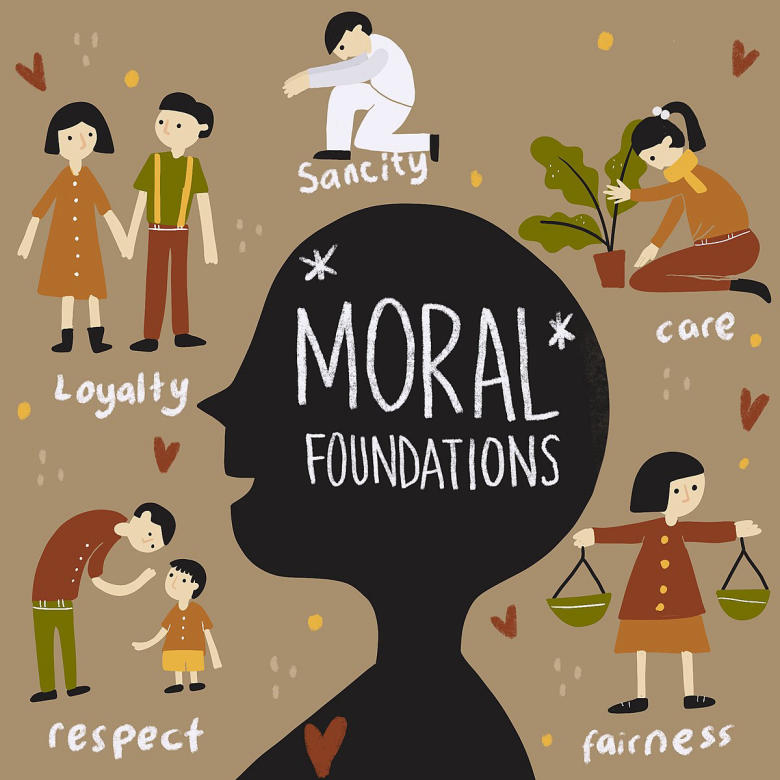 Sancity
care
Loyalty
MORAL
FOUNDATIONS
respect
fairness